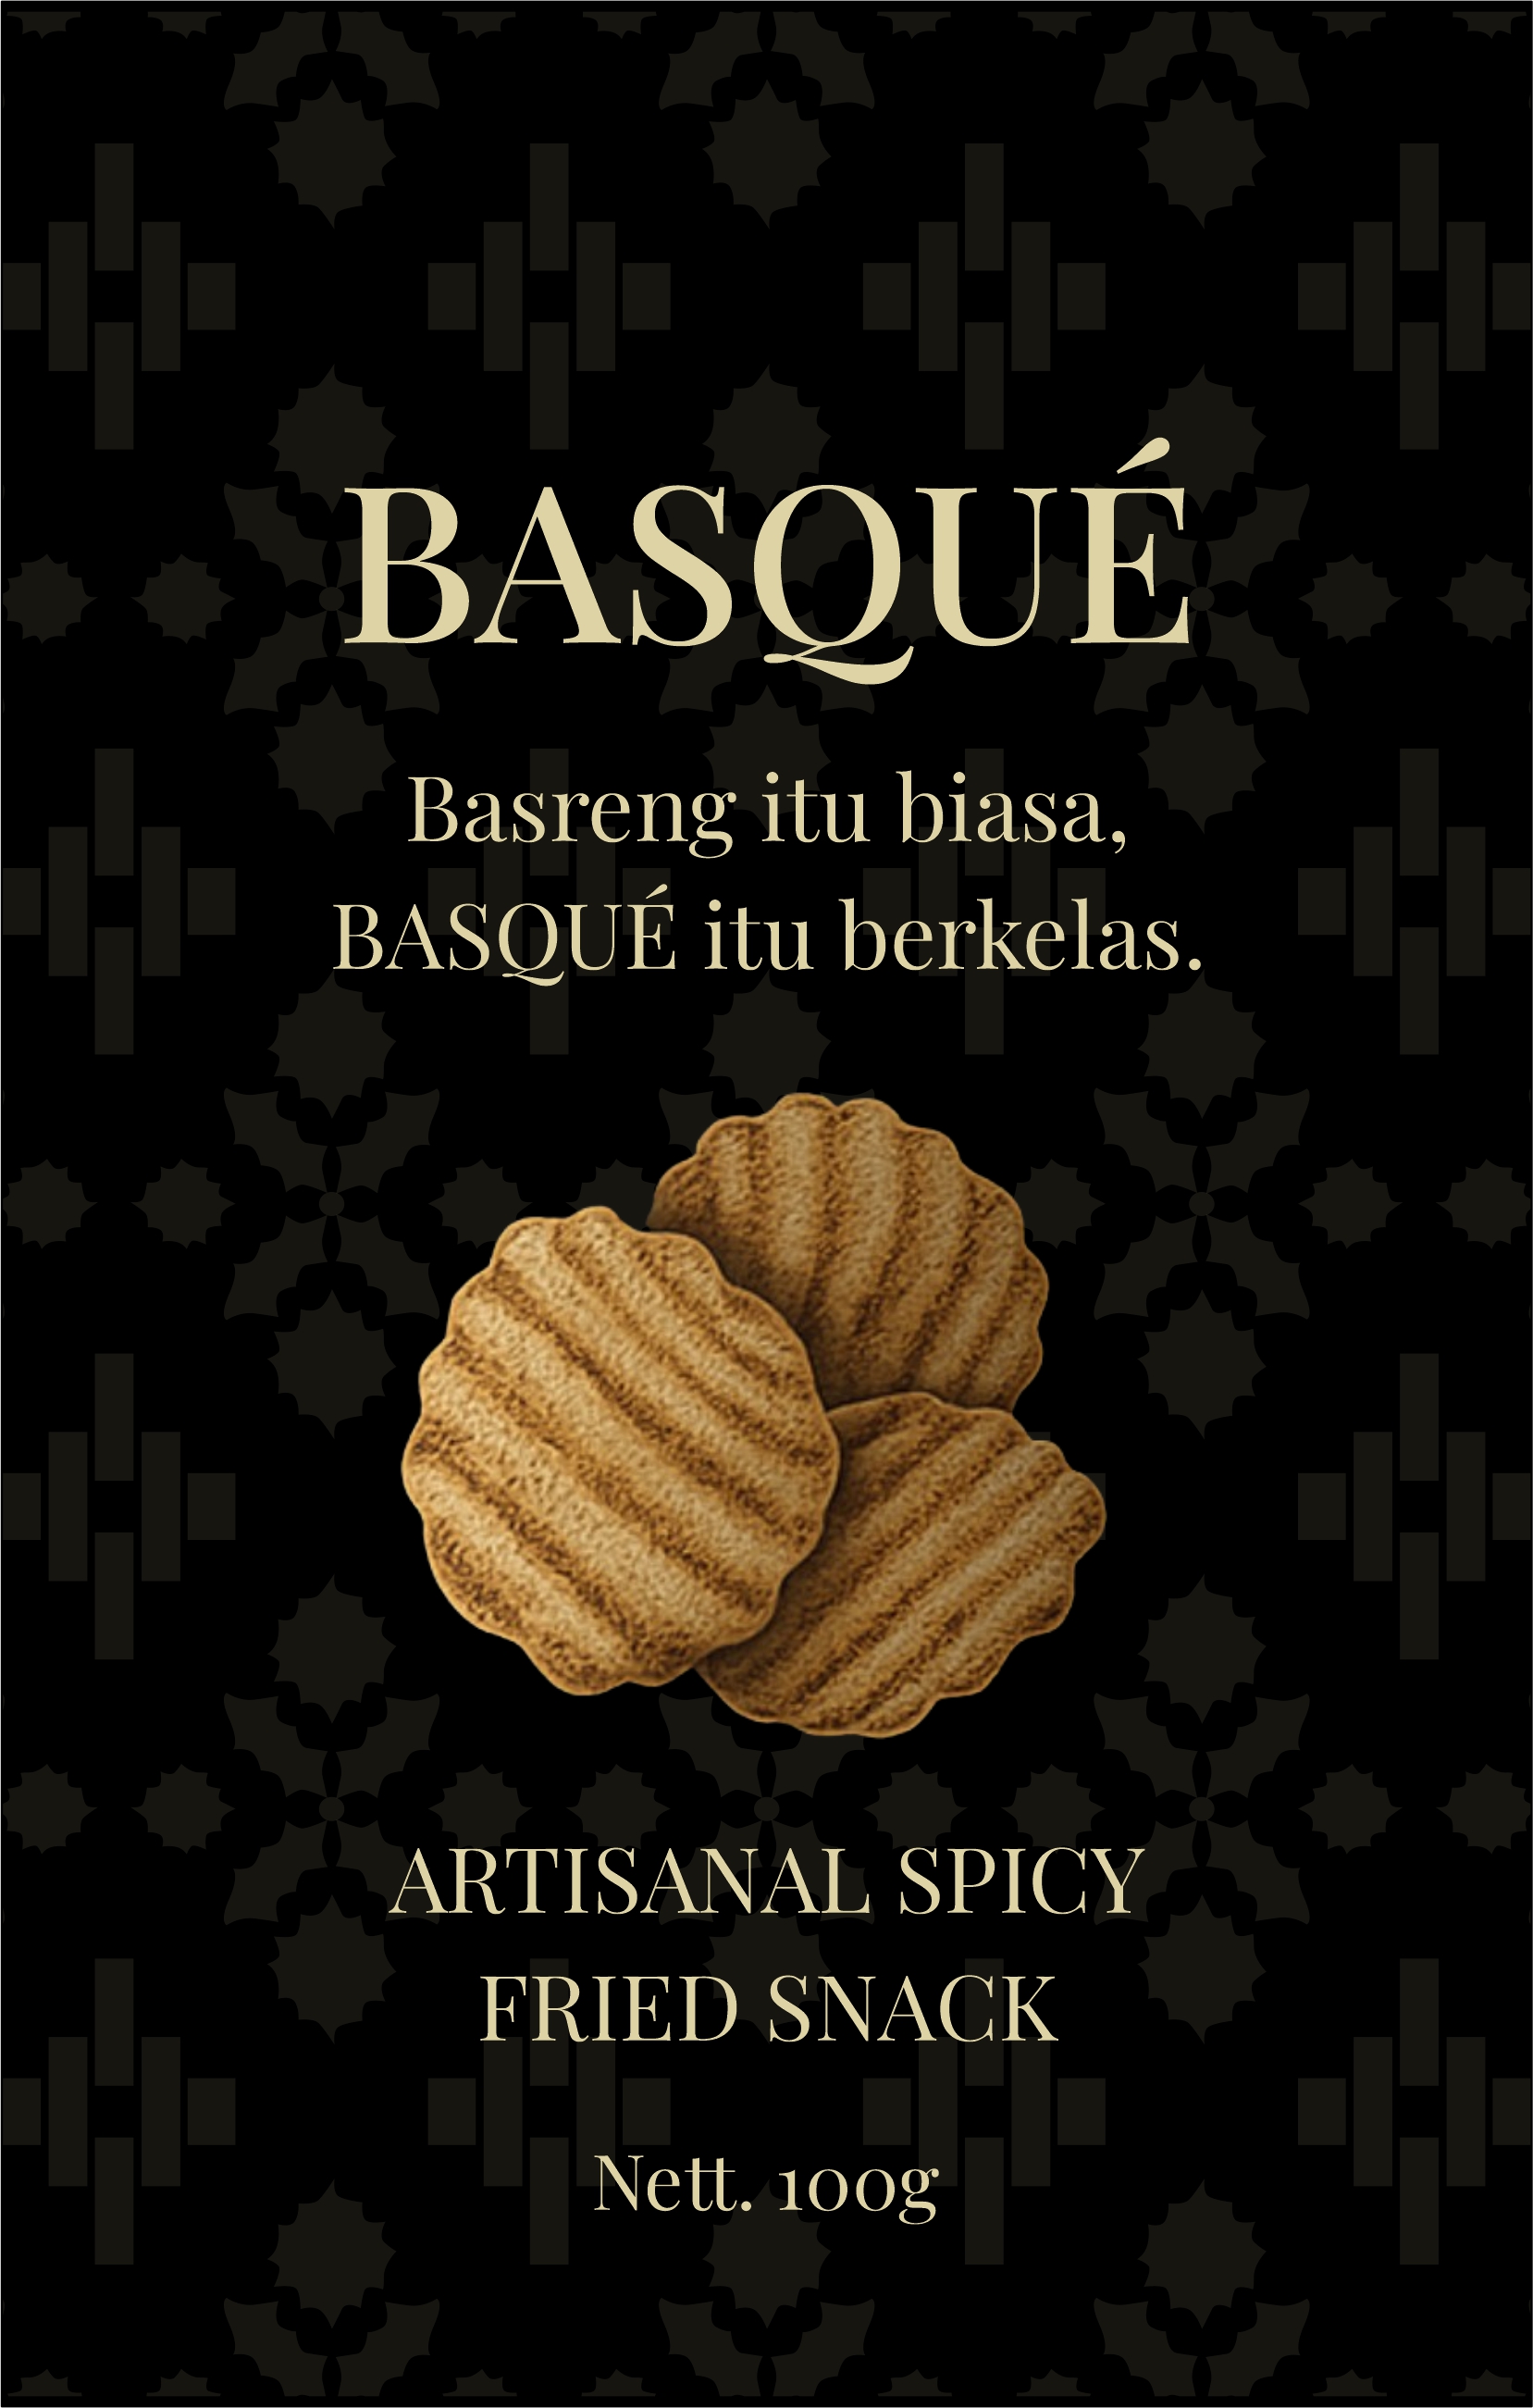 BASQUÉ
Basreng itu biasa,
BASQUÉ itu berkelas.
ARTISANAL SPICY
FRIED SNACK
Nett. 100g